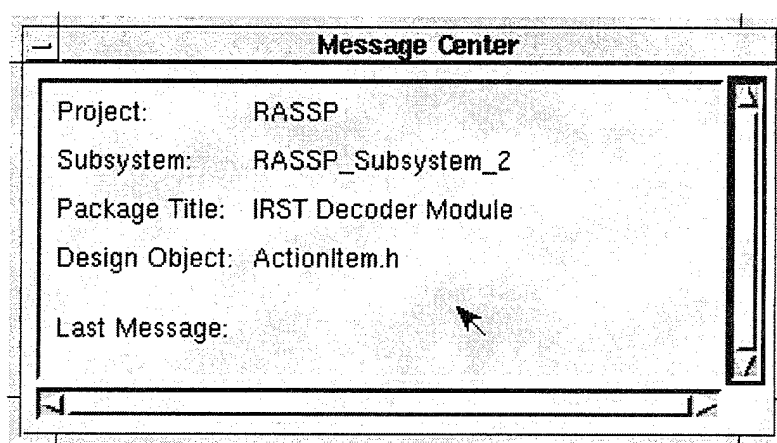 Message Center
Project: RASSP
Subsystem: RASSP_Subsystem_2
Package Title: IRST Decoder Module
Design Object: ActionItem.h
Last Message: